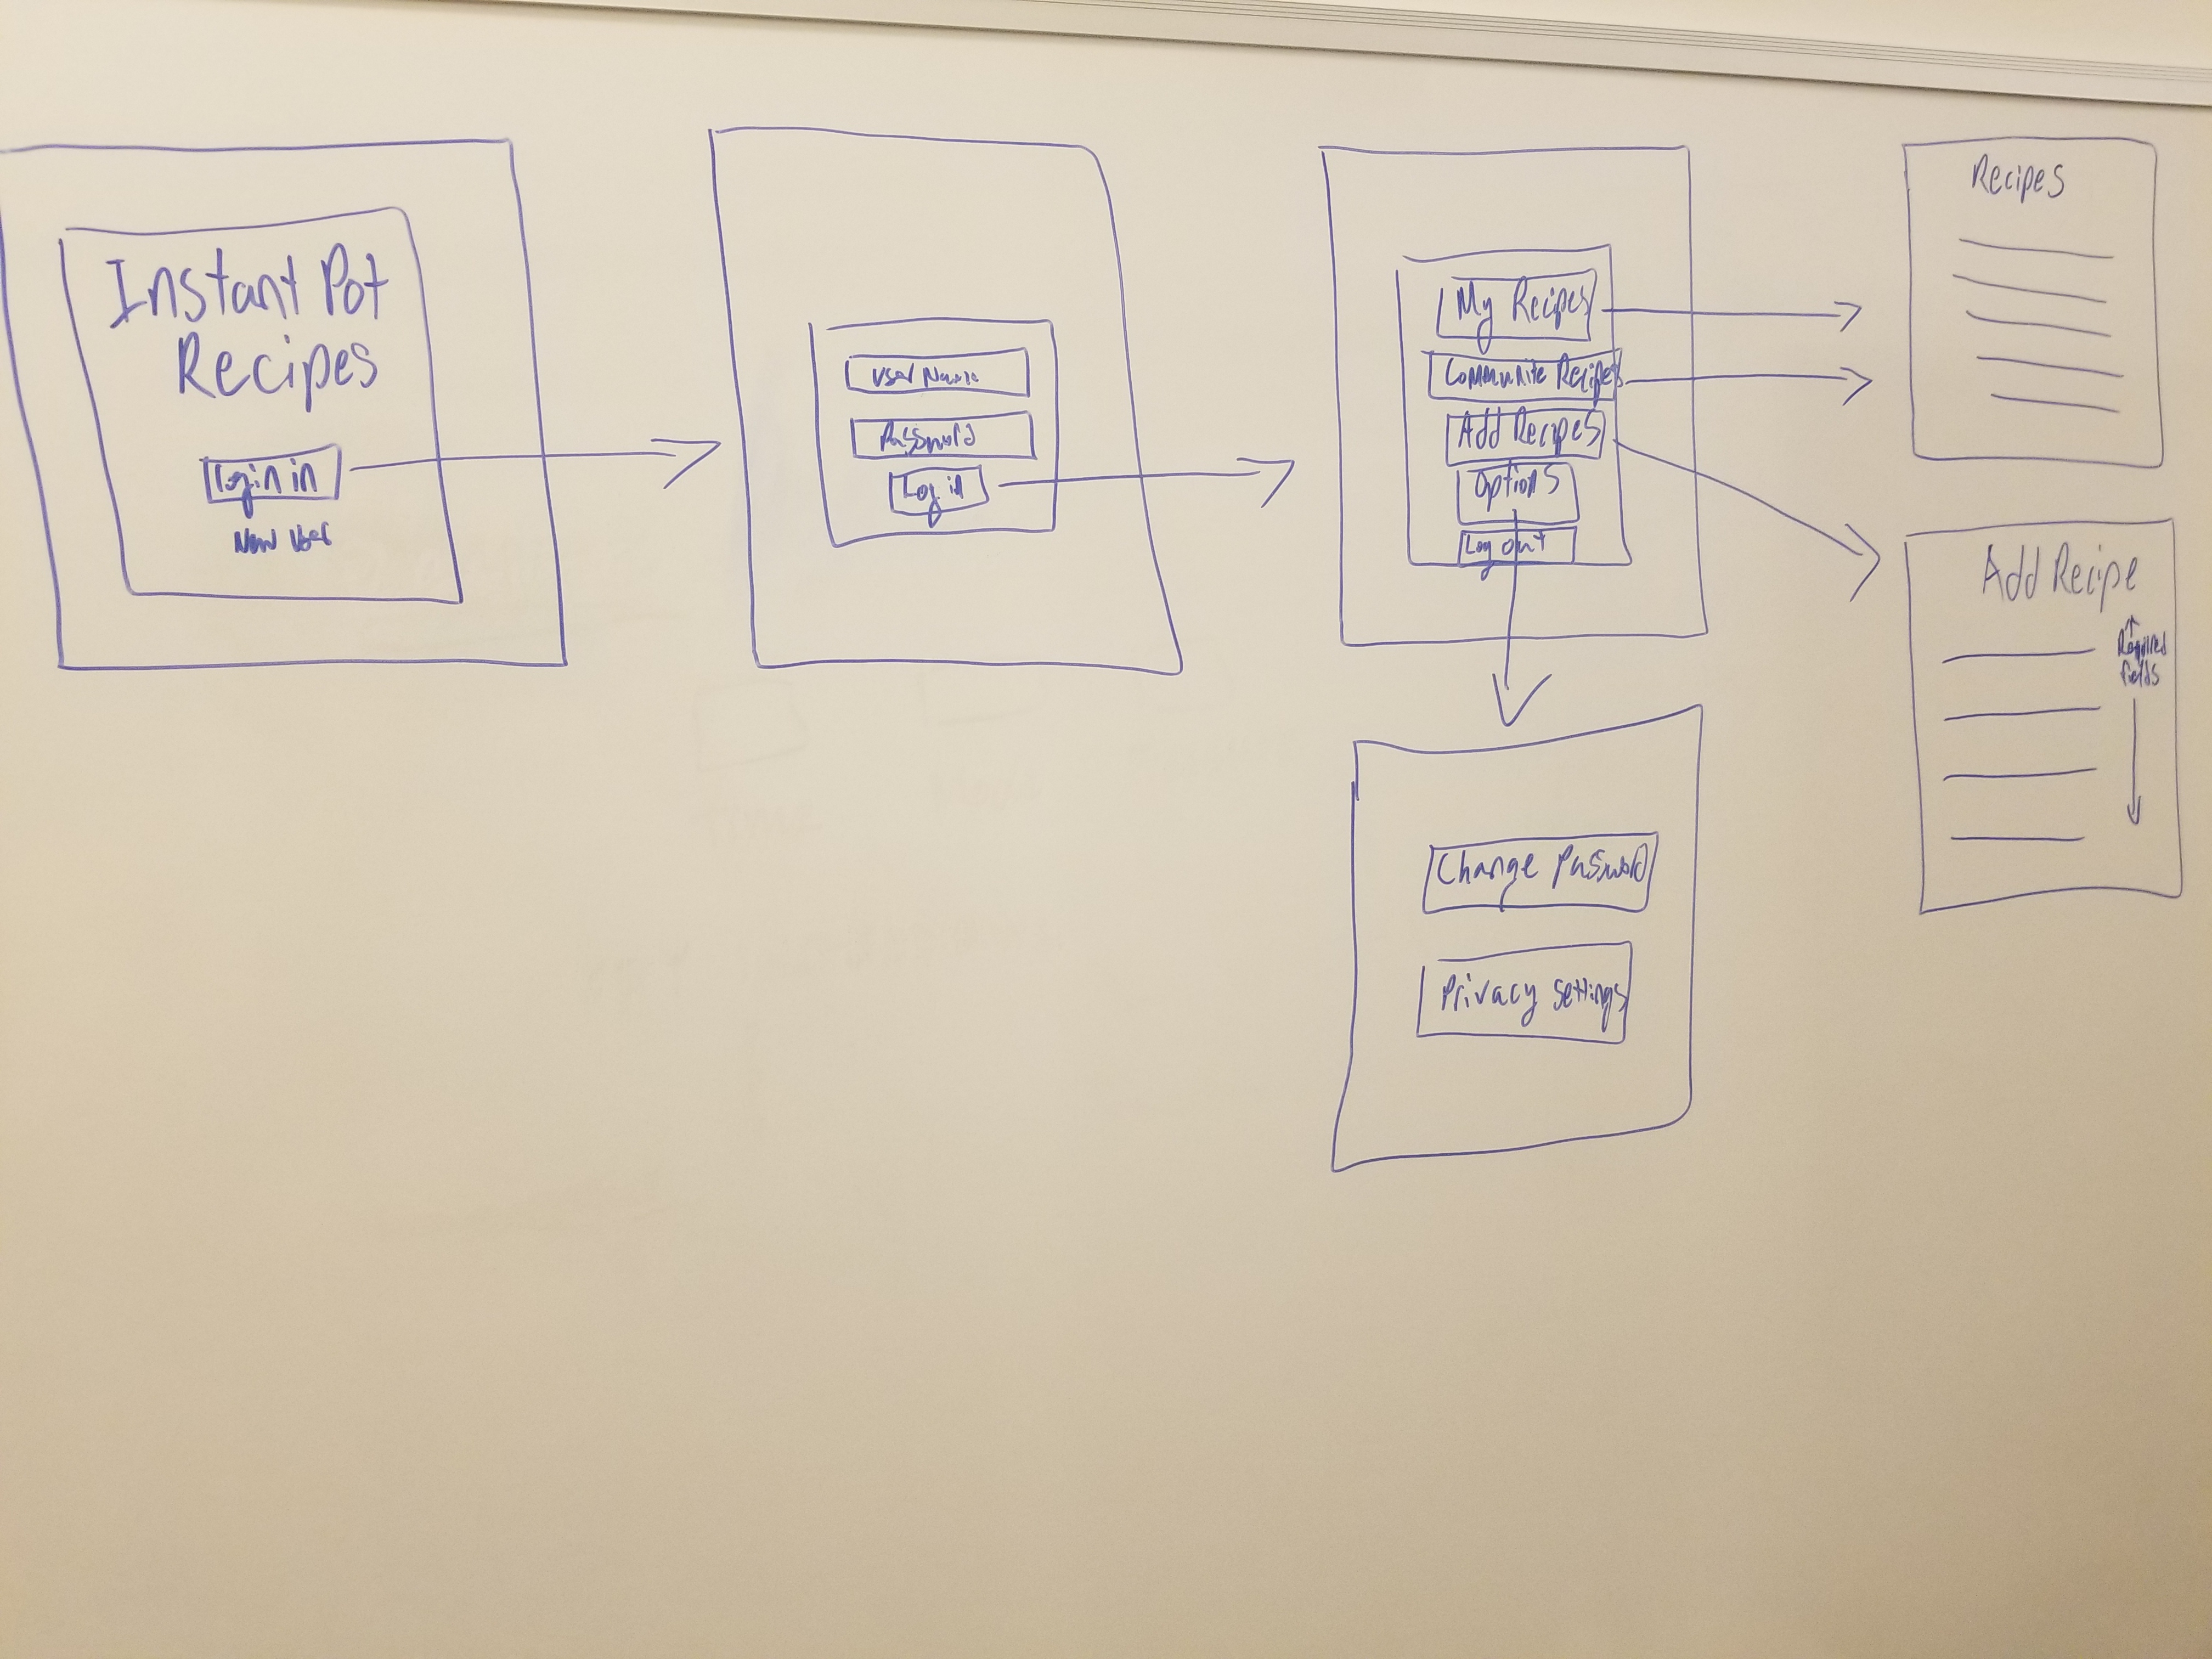 Instant Pot
Recipes
Login in
New User
User Name
Password
Log in
My Recipes
Communite Recipes
Add Recipes
Options
Log out
Recipes
Add Recipe
Required
fields
Change Password
Privacy settings